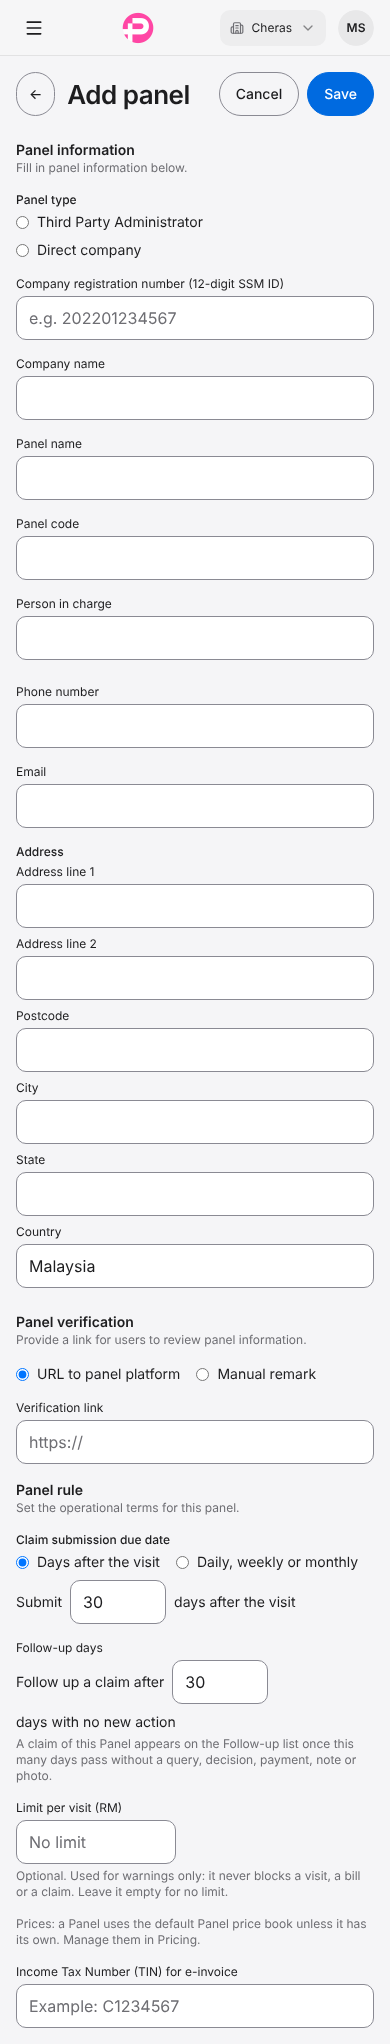 Cheras
MS
Add panel
Cancel
Save
Panel information
Fill in panel information below.
Panel type
Third Party Administrator
Direct company
Company registration number (12-digit SSM ID)
e.g. 202201234567
Company name
Panel name
Panel code
Person in charge
Phone number
Email
Address
Address line 1
Address line 2
Postcode
City
State
Country
Malaysia
Panel verification
Provide a link for users to review panel information.
URL to panel platform
Manual remark
Verification link
https://
Panel rule
Set the operational terms for this panel.
Claim submission due date
Days after the visit
Daily, weekly or monthly
Submit 30 days after the visit
Follow-up days
Follow up a claim after 30
days with no new action
A claim of this Panel appears on the Follow-up list once this
many days pass without a query, decision, payment, note or
photo.
Limit per visit (RM)
No limit
Optional. Used for warnings only: it never blocks a visit, a bill
or a claim. Leave it empty for no limit.
Prices: a Panel uses the default Panel price book unless it has
its own. Manage them in Pricing.
Income Tax Number (TIN) for e-invoice
Example: C1234567